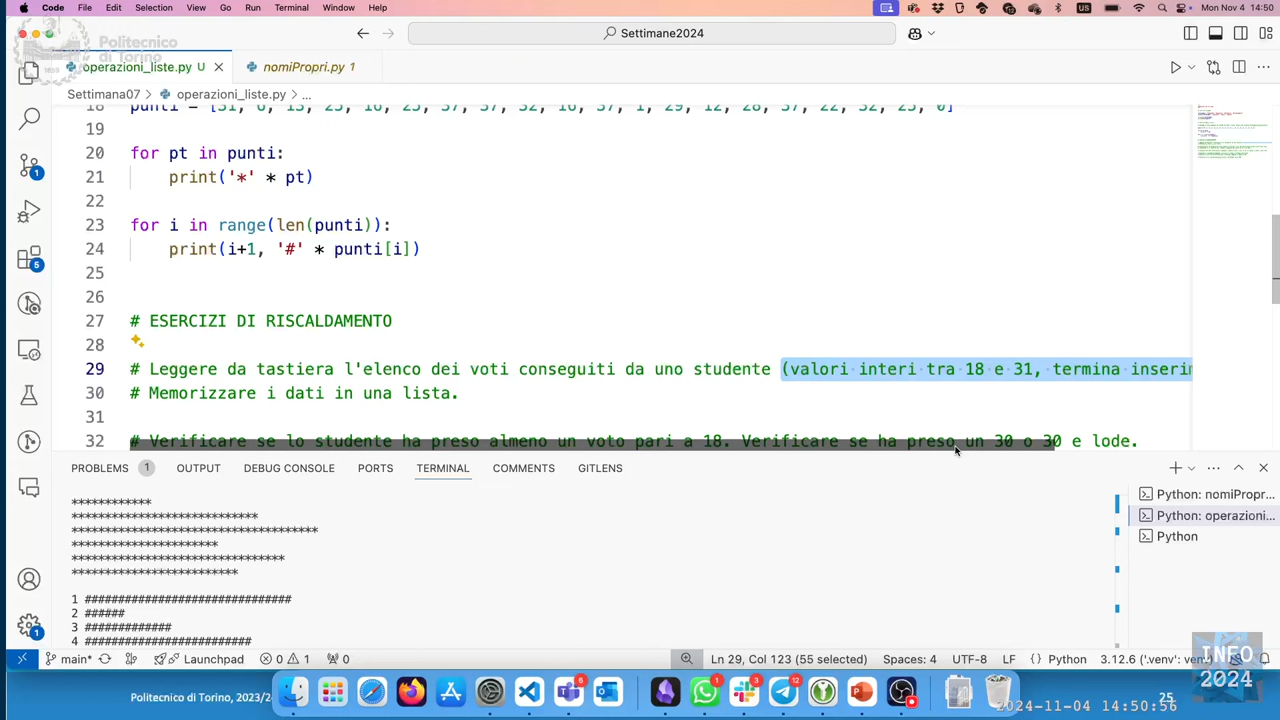 Code File Edit Selection View Go Run Terminal Window Help Mon Nov 4 14:50
Politecnico
di Torino
Settimane2024
operazioni_liste.py U nomiPropri.py 1
Settimana07 > operazioni_liste.py > ...
19
20 for pt in punti:
21 print('*' * pt)
22
23 for i in range(len(punti)):
24 print(i+1, '#' * punti[i])
25
26
27 # ESERCIZI DI RISCALDAMENTO
28
29 # Leggere da tastiera l'elenco dei voti conseguiti da uno studente (valori interi tra 18 e 31, termina inserin
30 # Memorizzare i dati in una lista.
31
32 # Verificare se lo studente ha preso almeno un voto pari a 18. Verificare se ha preso un 30 o 30 e lode.
PROBLEMS 1 OUTPUT DEBUG CONSOLE PORTS TERMINAL COMMENTS GITLENS
Python: nomiPropr...
Python: operazioni...
Python
************
****************************
*************************************
**********************
********************************
*************************
1 ###############################
2 ######
3 #############
4 #########################
main* Launchpad 0 1 0 Ln 29, Col 123 (55 selected) Spaces: 4 UTF-8 LF Python 3.12.6 ('.venv': venv)
INFO
2024
Politecnico di Torino, 2023/2
25
2024-11-04 14:50:56